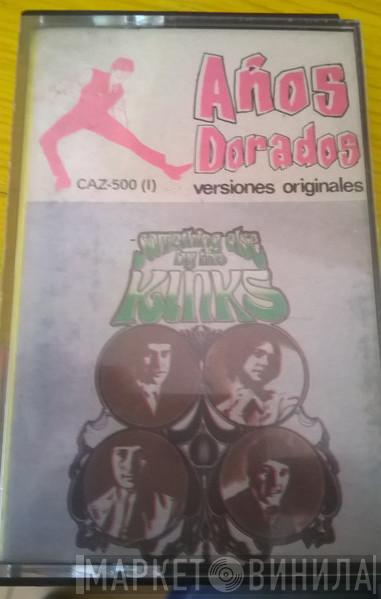 Años
Dorados
CAZ-500 (I)
versiones originales
something else
by the
KINKS
МАРКЕТ ВИНИЛА